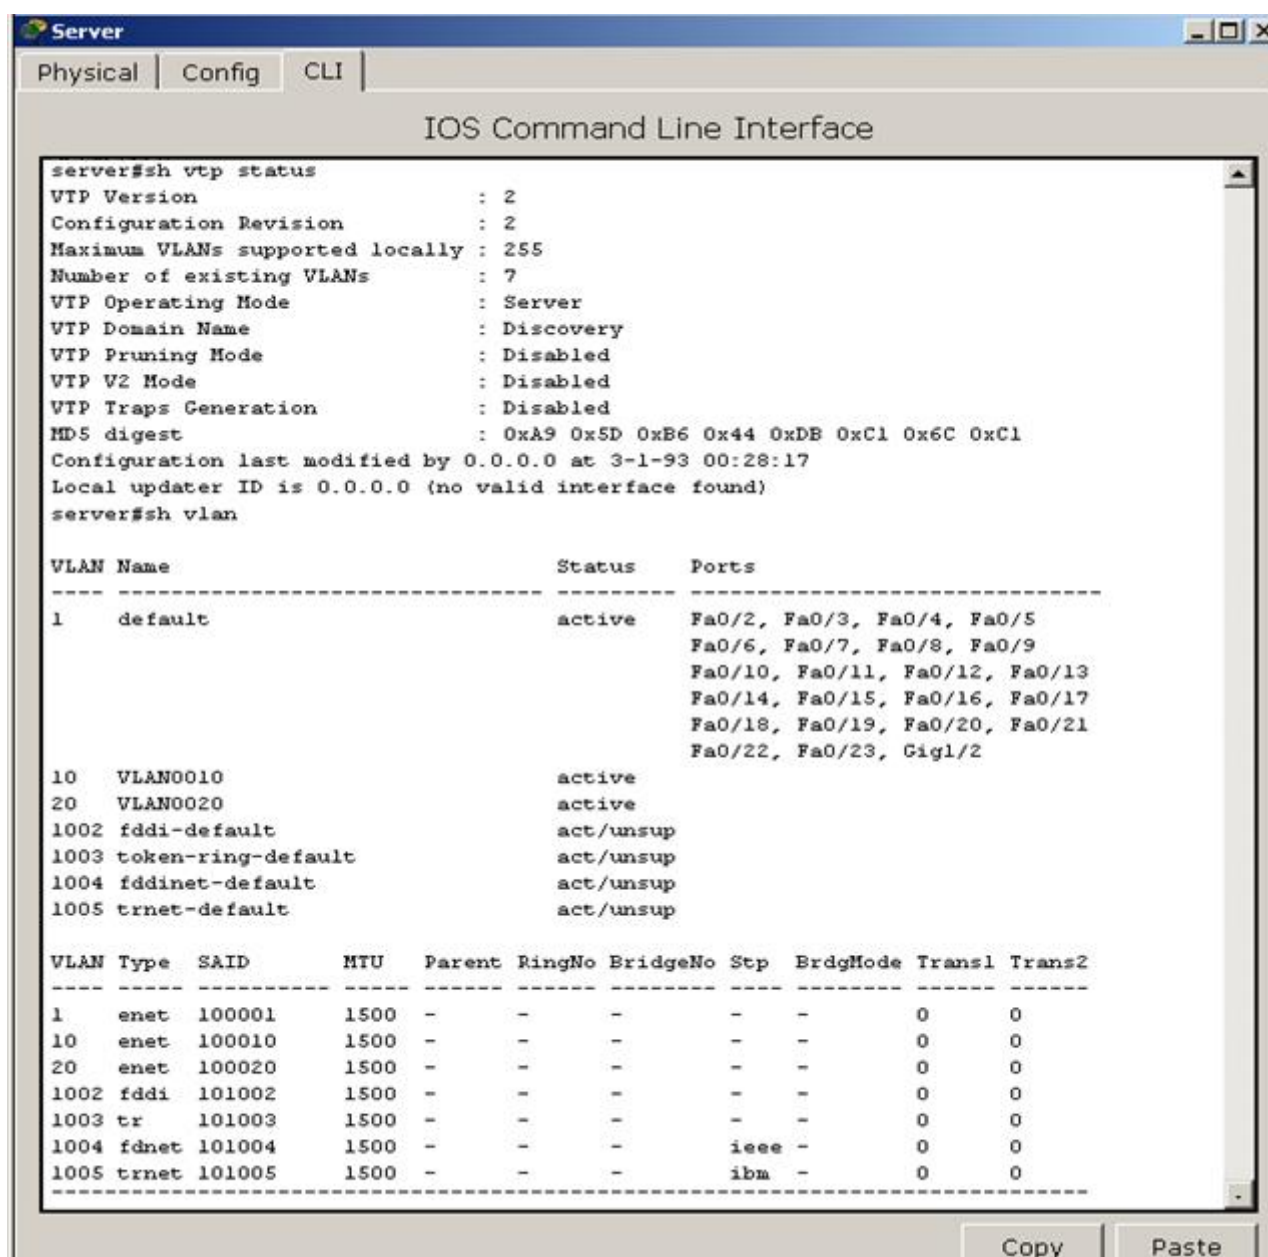 Server
Physical Config CLI
IOS Command Line Interface
server#sh vtp status
VTP Version : 2
Configuration Revision : 2
Maximum VLANs supported locally : 255
Number of existing VLANs : 7
VTP Operating Mode : Server
VTP Domain Name : Discovery
VTP Pruning Mode : Disabled
VTP V2 Mode : Disabled
VTP Traps Generation : Disabled
MD5 digest : 0xA9 0x5D 0xB6 0x44 0xDB 0xC1 0x6C 0xC1
Configuration last modified by 0.0.0.0 at 3-1-93 00:28:17
Local updater ID is 0.0.0.0 (no valid interface found)
server#sh vlan
VLAN Name Status Ports
---- -------------------------------- --------- -------------------------------
1 default active Fa0/2, Fa0/3, Fa0/4, Fa0/5
Fa0/6, Fa0/7, Fa0/8, Fa0/9
Fa0/10, Fa0/11, Fa0/12, Fa0/13
Fa0/14, Fa0/15, Fa0/16, Fa0/17
Fa0/18, Fa0/19, Fa0/20, Fa0/21
Fa0/22, Fa0/23, Gig1/2
10 VLAN0010 active
20 VLAN0020 active
1002 fddi-default act/unsup
1003 token-ring-default act/unsup
1004 fddinet-default act/unsup
1005 trnet-default act/unsup
VLAN Type SAID MTU Parent RingNo BridgeNo Stp BrdgMode Trans1 Trans2
---- ----- ---------- ----- ------ ------ -------- ---- -------- ------ ------
1 enet 100001 1500 - - - - - 0 0
10 enet 100010 1500 - - - - - 0 0
20 enet 100020 1500 - - - - - 0 0
1002 fddi 101002 1500 - - - - - 0 0
1003 tr 101003 1500 - - - - - 0 0
1004 fdnet 101004 1500 - - - ieee - 0 0
1005 trnet 101005 1500 - - - ibm - 0 0
------------------------------------------------------------------------------
Copy Paste